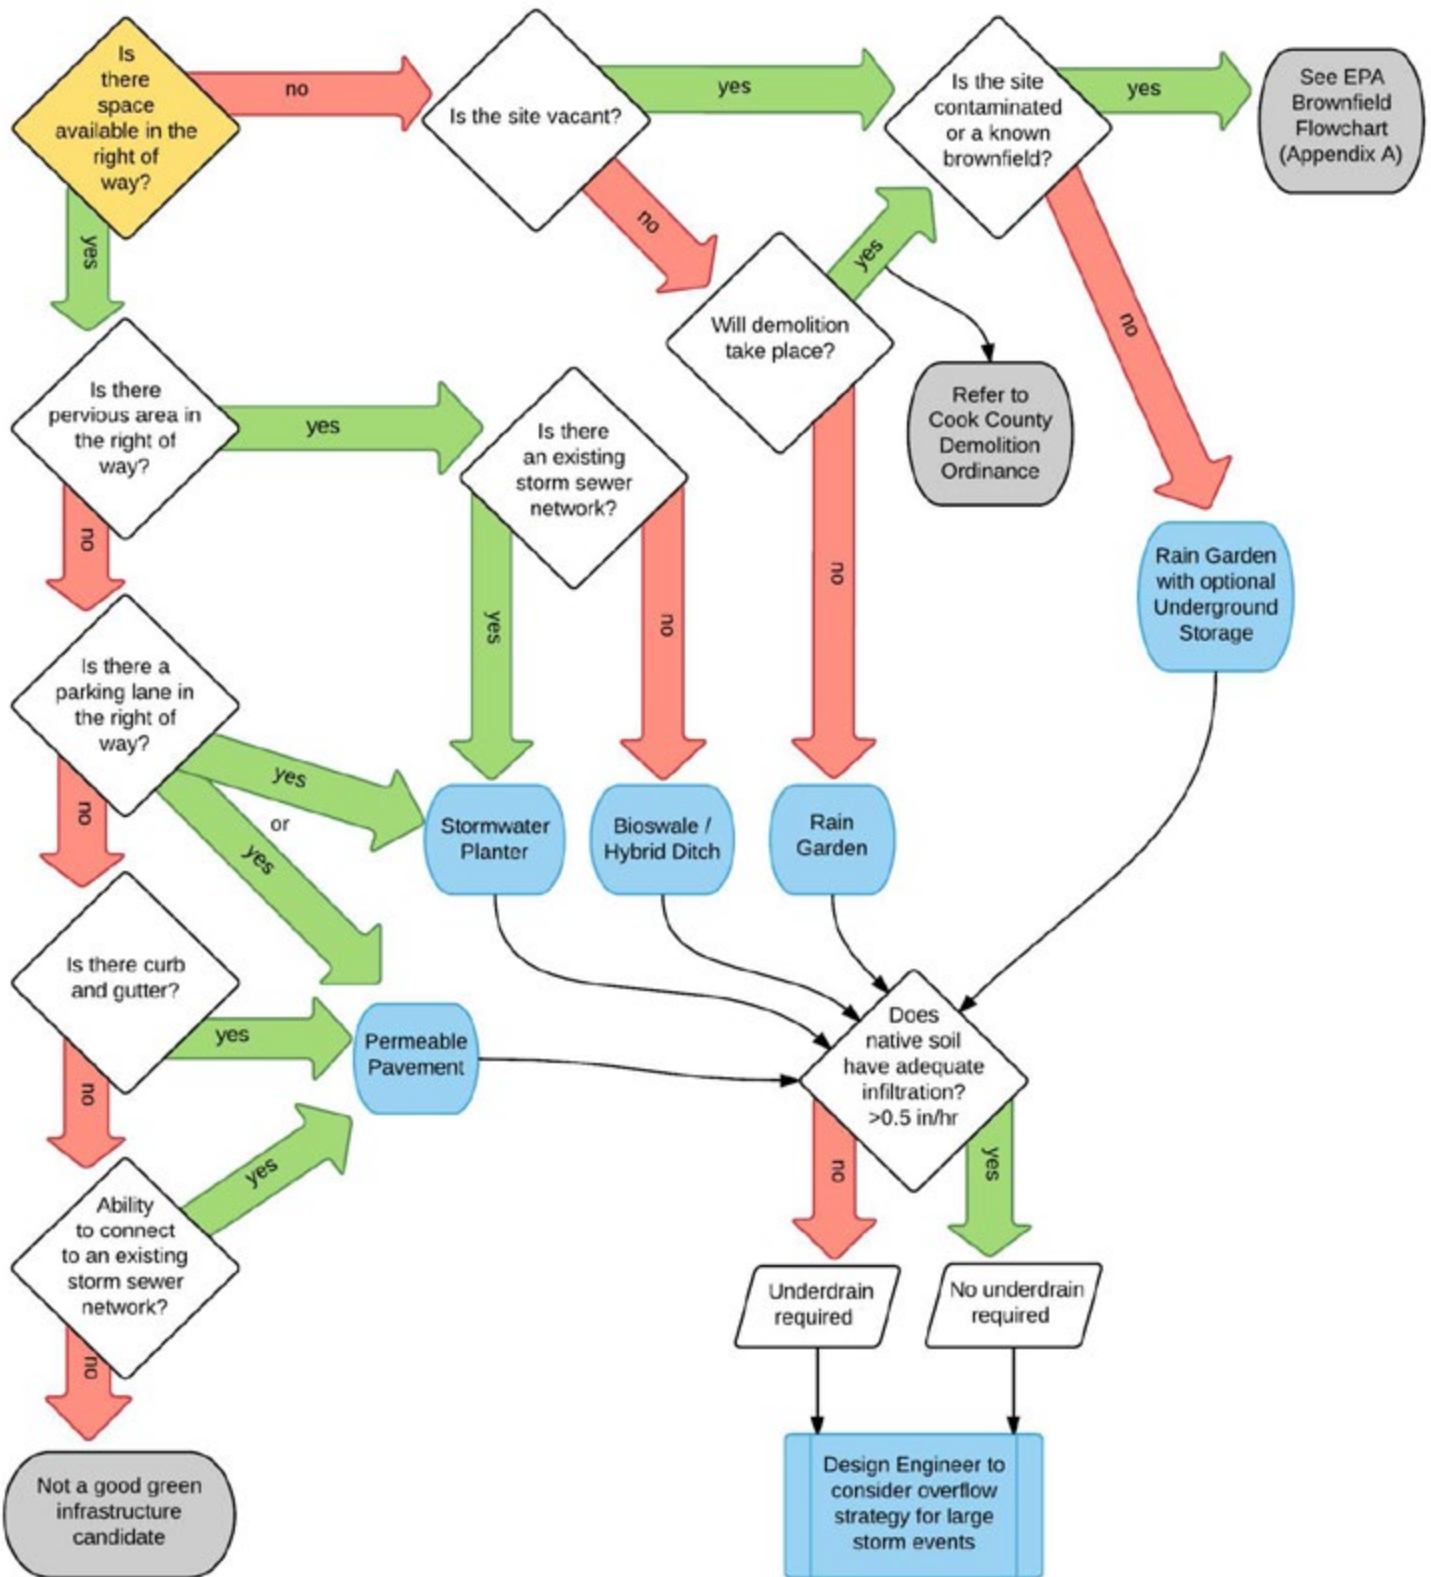 Is
there
space
available in the
right of
way?
no
Is the site vacant?
yes
Is the site
contaminated
or a known
brownfield?
yes
See EPA
Brownfield
Flowchart
(Appendix A)
yes
no
yes
no
Will demolition
take place?
Refer to
Cook County
Demolition
Ordinance
Is there
pervious area in
the right of
way?
yes
Is there
an existing
storm sewer
network?
no
yes
no
no
Rain Garden
with optional
Underground
Storage
Is there a
parking lane in
the right of
way?
yes
or
yes
no
Stormwater
Planter
Bioswale /
Hybrid Ditch
Rain
Garden
Is there curb
and gutter?
yes
no
Permeable
Pavement
Does
native soil
have adequate
infiltration?
>0.5 in/hr
no
yes
Ability
to connect
to an existing
storm sewer
network?
yes
no
Underdrain
required
No underdrain
required
Not a good green
infrastructure
candidate
Design Engineer to
consider overflow
strategy for large
storm events